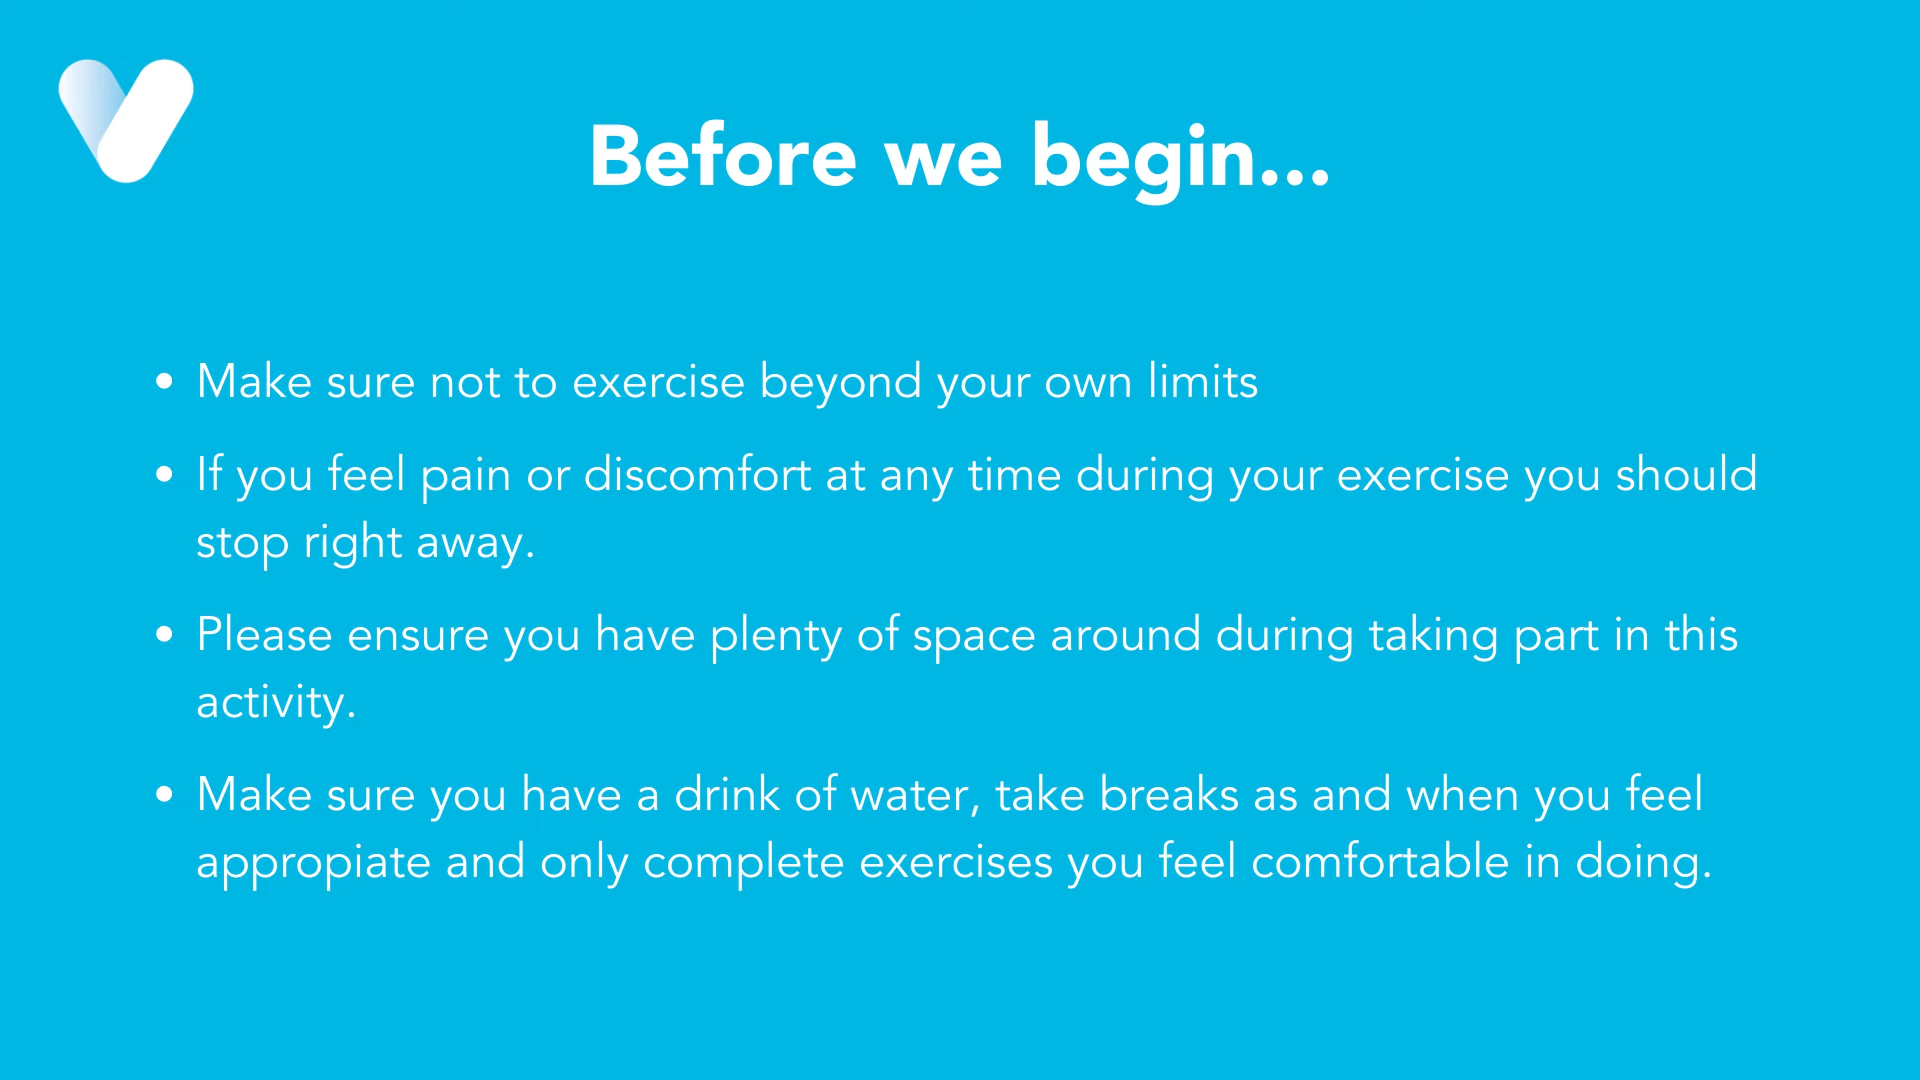 Before we begin...
• Make sure not to exercise beyond your own limits
• If you feel pain or discomfort at any time during your exercise you should
stop right away.
• Please ensure you have plenty of space around during taking part in this
activity.
• Make sure you have a drink of water, take breaks as and when you feel
appropiate and only complete exercises you feel comfortable in doing.